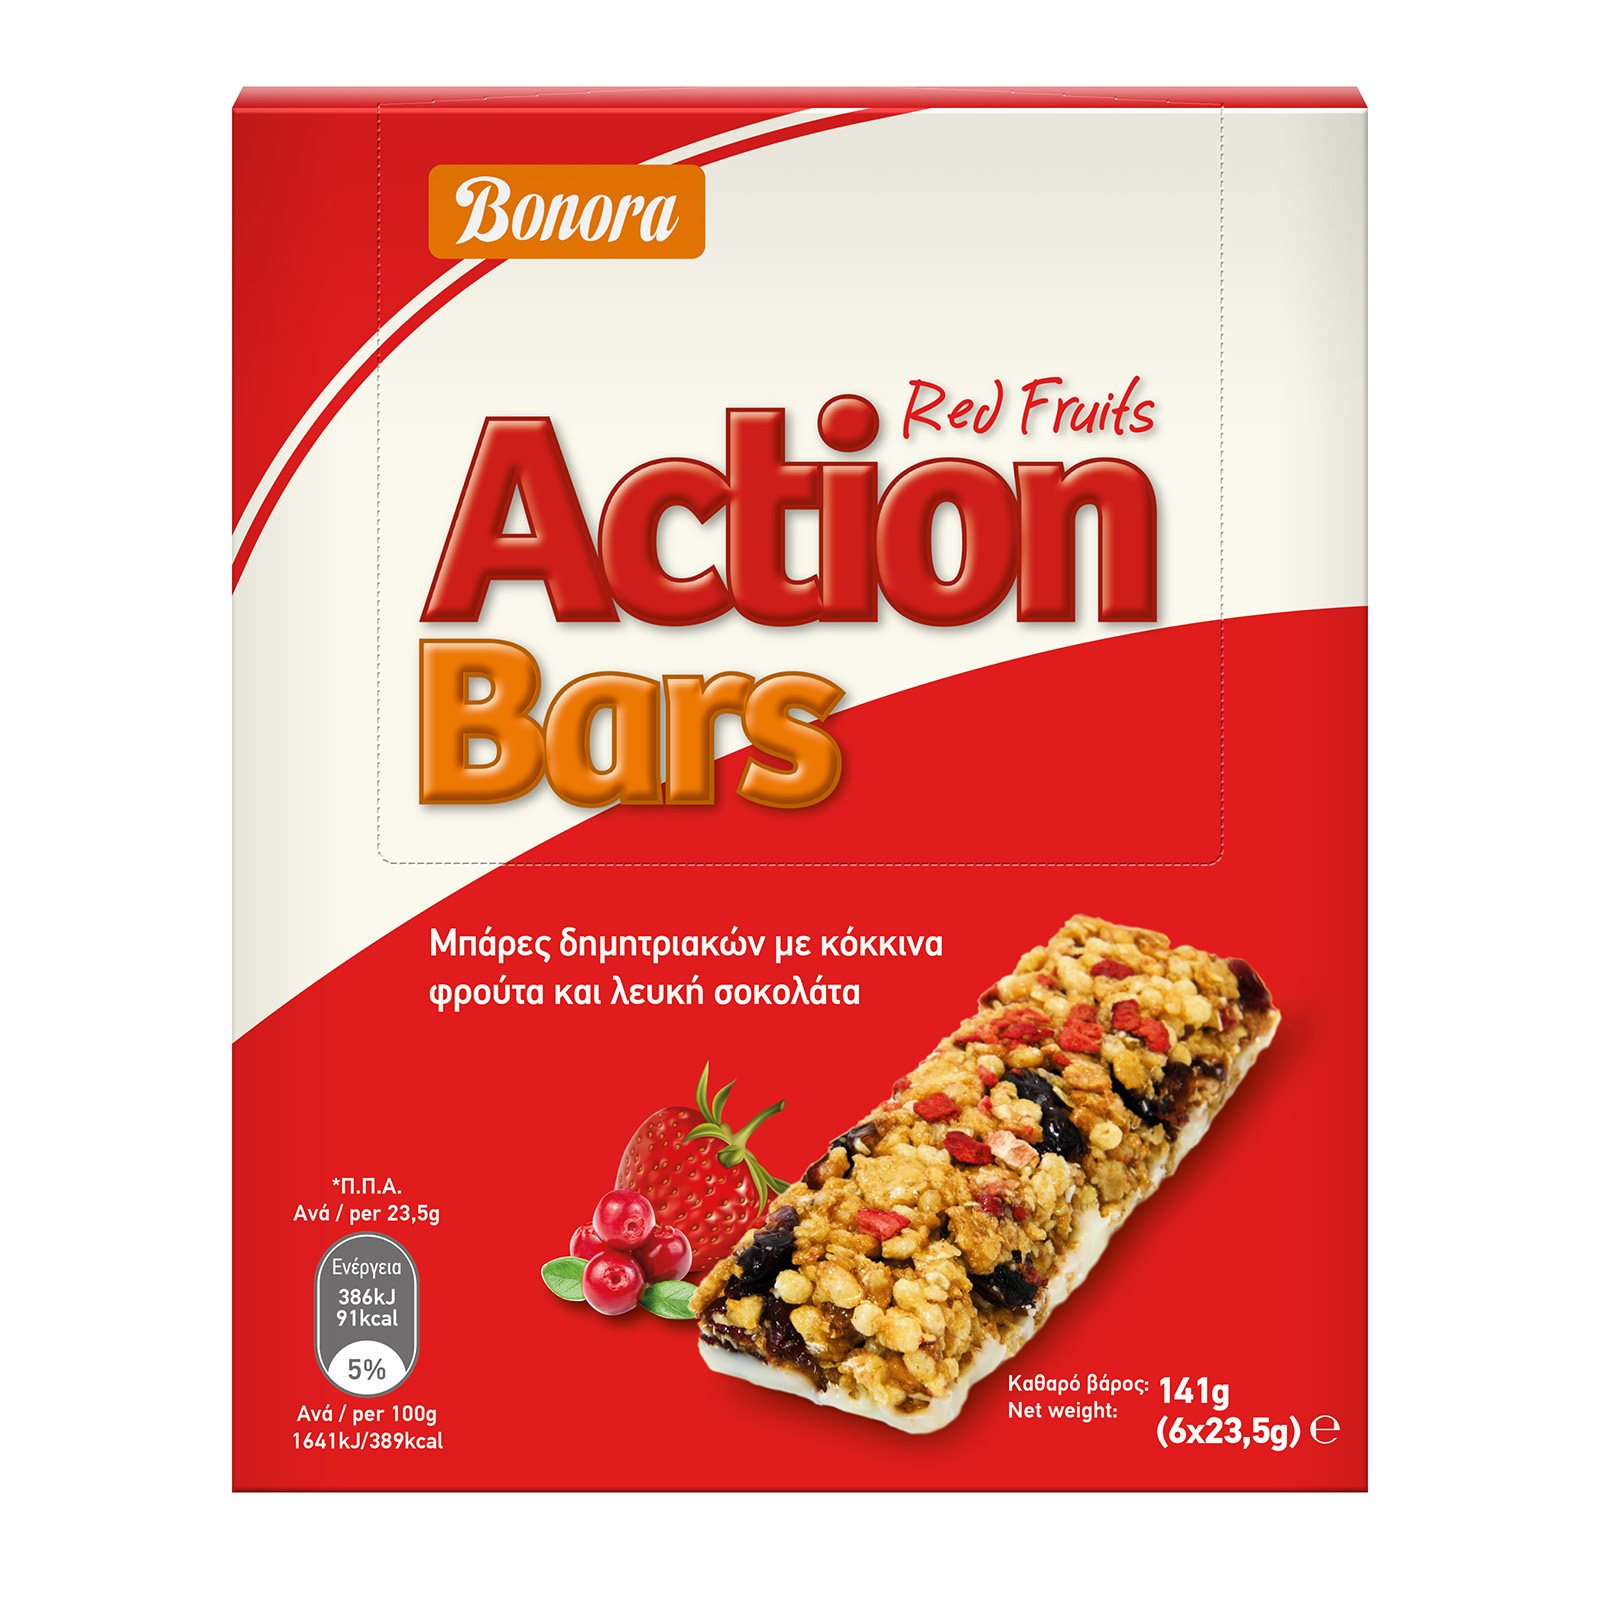 Bonora
Red Fruits
Action
Bars
Μπάρες δημητριακών με κόκκινα
φρούτα και λευκή σοκολάτα
*Π.Π.Α.
Ανά / per 23,5g
Ενέργεια
386kJ
91kcal
5%
Ανά / per 100g
1641kJ/389kcal
Καθαρό βάρος: 141g
Net weight: (6x23,5g) ℮